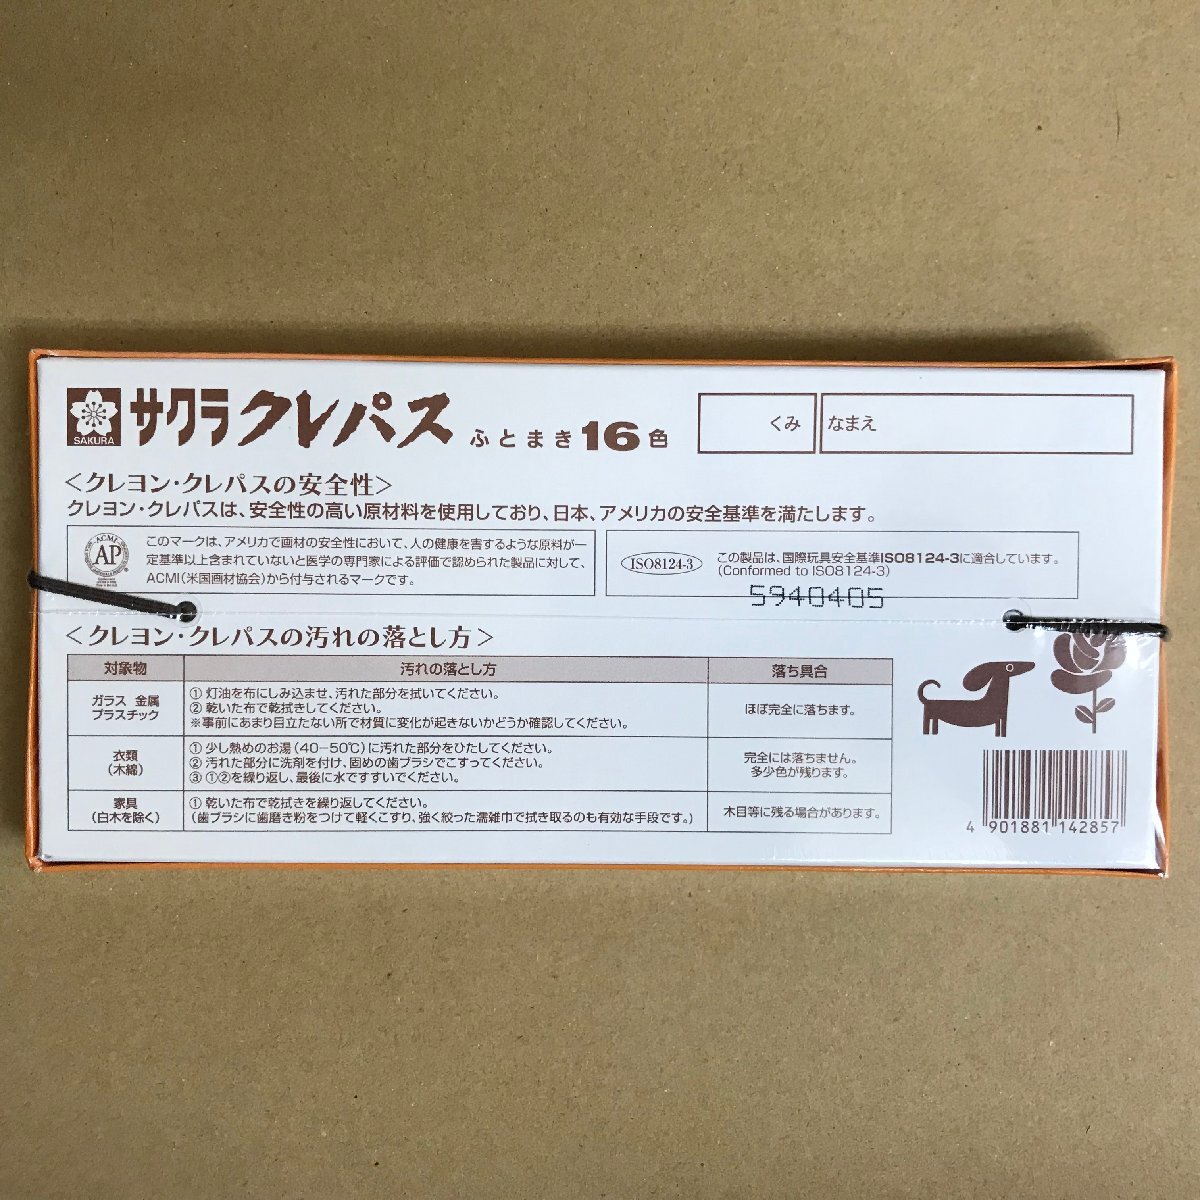 SAKURA
サクラクレパス ふとまき16色
くみ
なまえ
<クレヨン・クレパスの安全性>
クレヨン・クレパスは、安全性の高い原材料を使用しており、日本、アメリカの安全基準を満たします。
ACMI
AP
このマークは、アメリカで画材の安全性において、人の健康を害するような原料が一
定基準以上含まれていないと医学の専門家による評価で認められた製品に対して、
ACMI(米国画材協会)から付与されるマークです。
ISO8124-3
この製品は、国際玩具安全基準ISO8124-3に適合しています。
(Conformed to ISO8124-3)
5940405
<クレヨン・クレパスの汚れの落とし方>
対象物 汚れの落とし方 落ち具合
ガラス 金属
プラスチック
① 灯油を布にしみ込ませ、汚れた部分を拭いてください。
② 乾いた布で乾拭きしてください。
※事前にあまり目立たない所で材質に変化が起きないかどうか確認してください。
ほぼ完全に落ちます。
衣類
(木綿)
① 少し熱めのお湯(40−50℃)に汚れた部分をひたしてください。
② 汚れた部分に洗剤を付け、固めの歯ブラシでこすってください。
③ ①②を繰り返し、最後に水ですすいでください。
完全には落ちません。
多少色が残ります。
家具
(白木を除く)
① 乾いた布で乾拭きを繰り返してください。
(歯ブラシに歯磨き粉をつけて軽くこすり、強く絞った濡雑巾で拭き取るのも有効な手段です。)
木目等に残る場合があります。
4 901881 142857